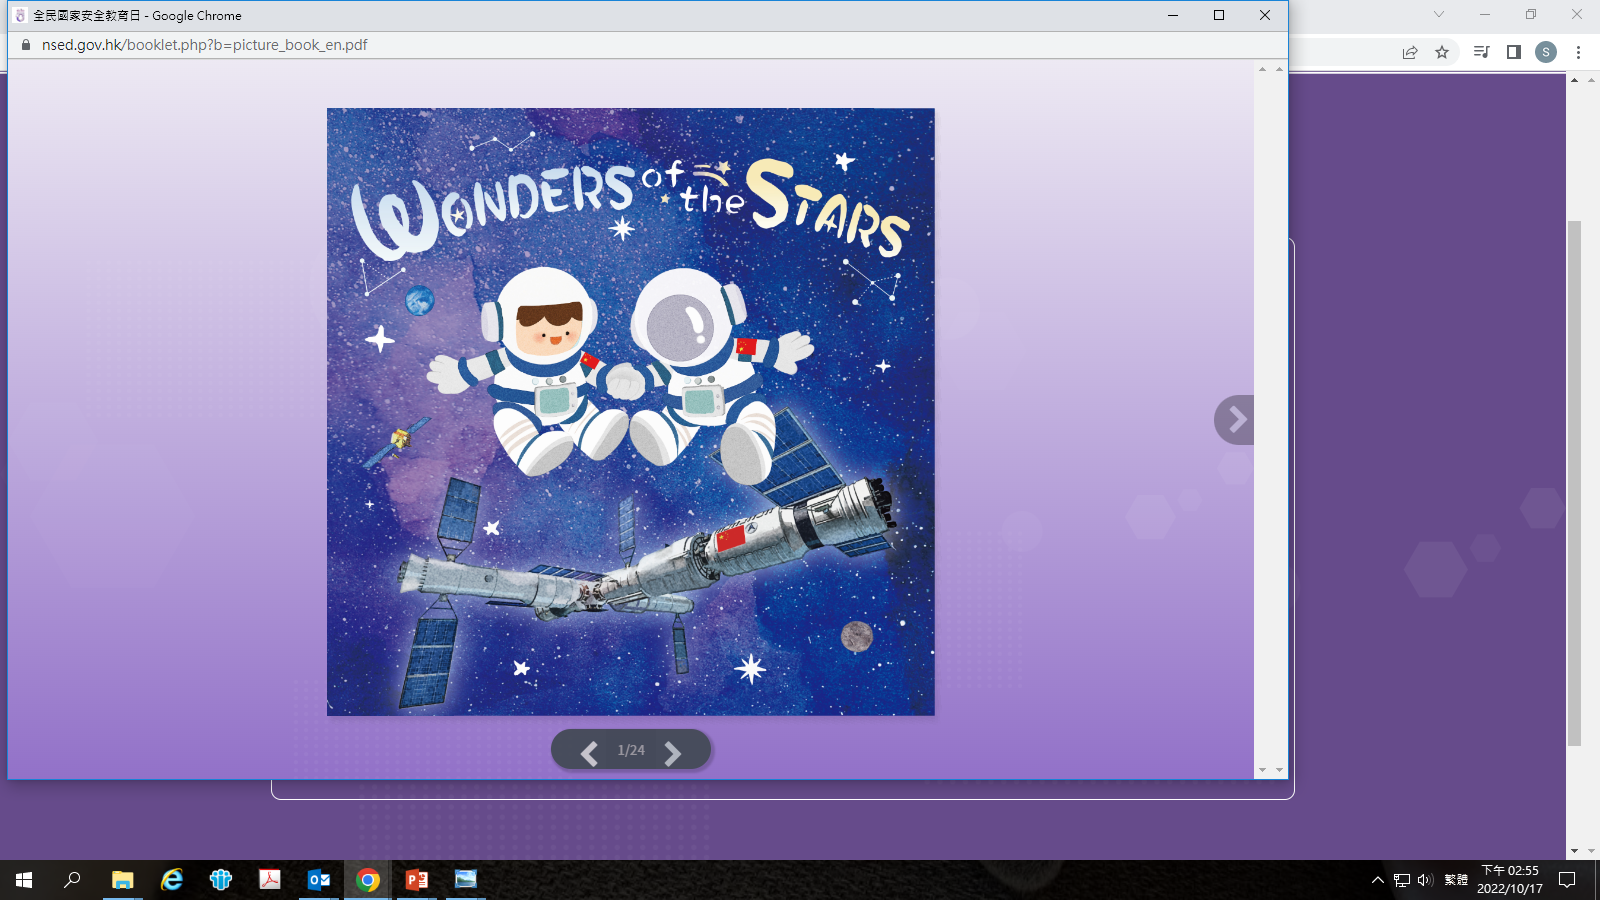 全民國家安全教育日 - Google Chrome
nsed.gov.hk/booklet.php?b=picture_book_en.pdf
S
WONDERS of the STARS
1/24
繁體
下午 02:55
2022/10/17